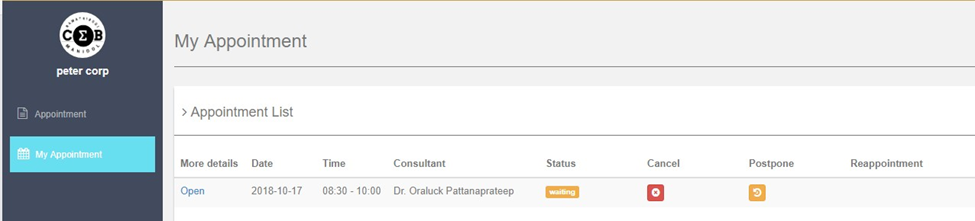 CΣB
RAMATHIBODI
MAHIDOL
peter corp
Appointment
My Appointment
My Appointment
> Appointment List
More details Date Time Consultant Status Cancel Postpone Reappointment
Open 2018-10-17 08:30 - 10:00 Dr. Oraluck Pattanaprateep waiting